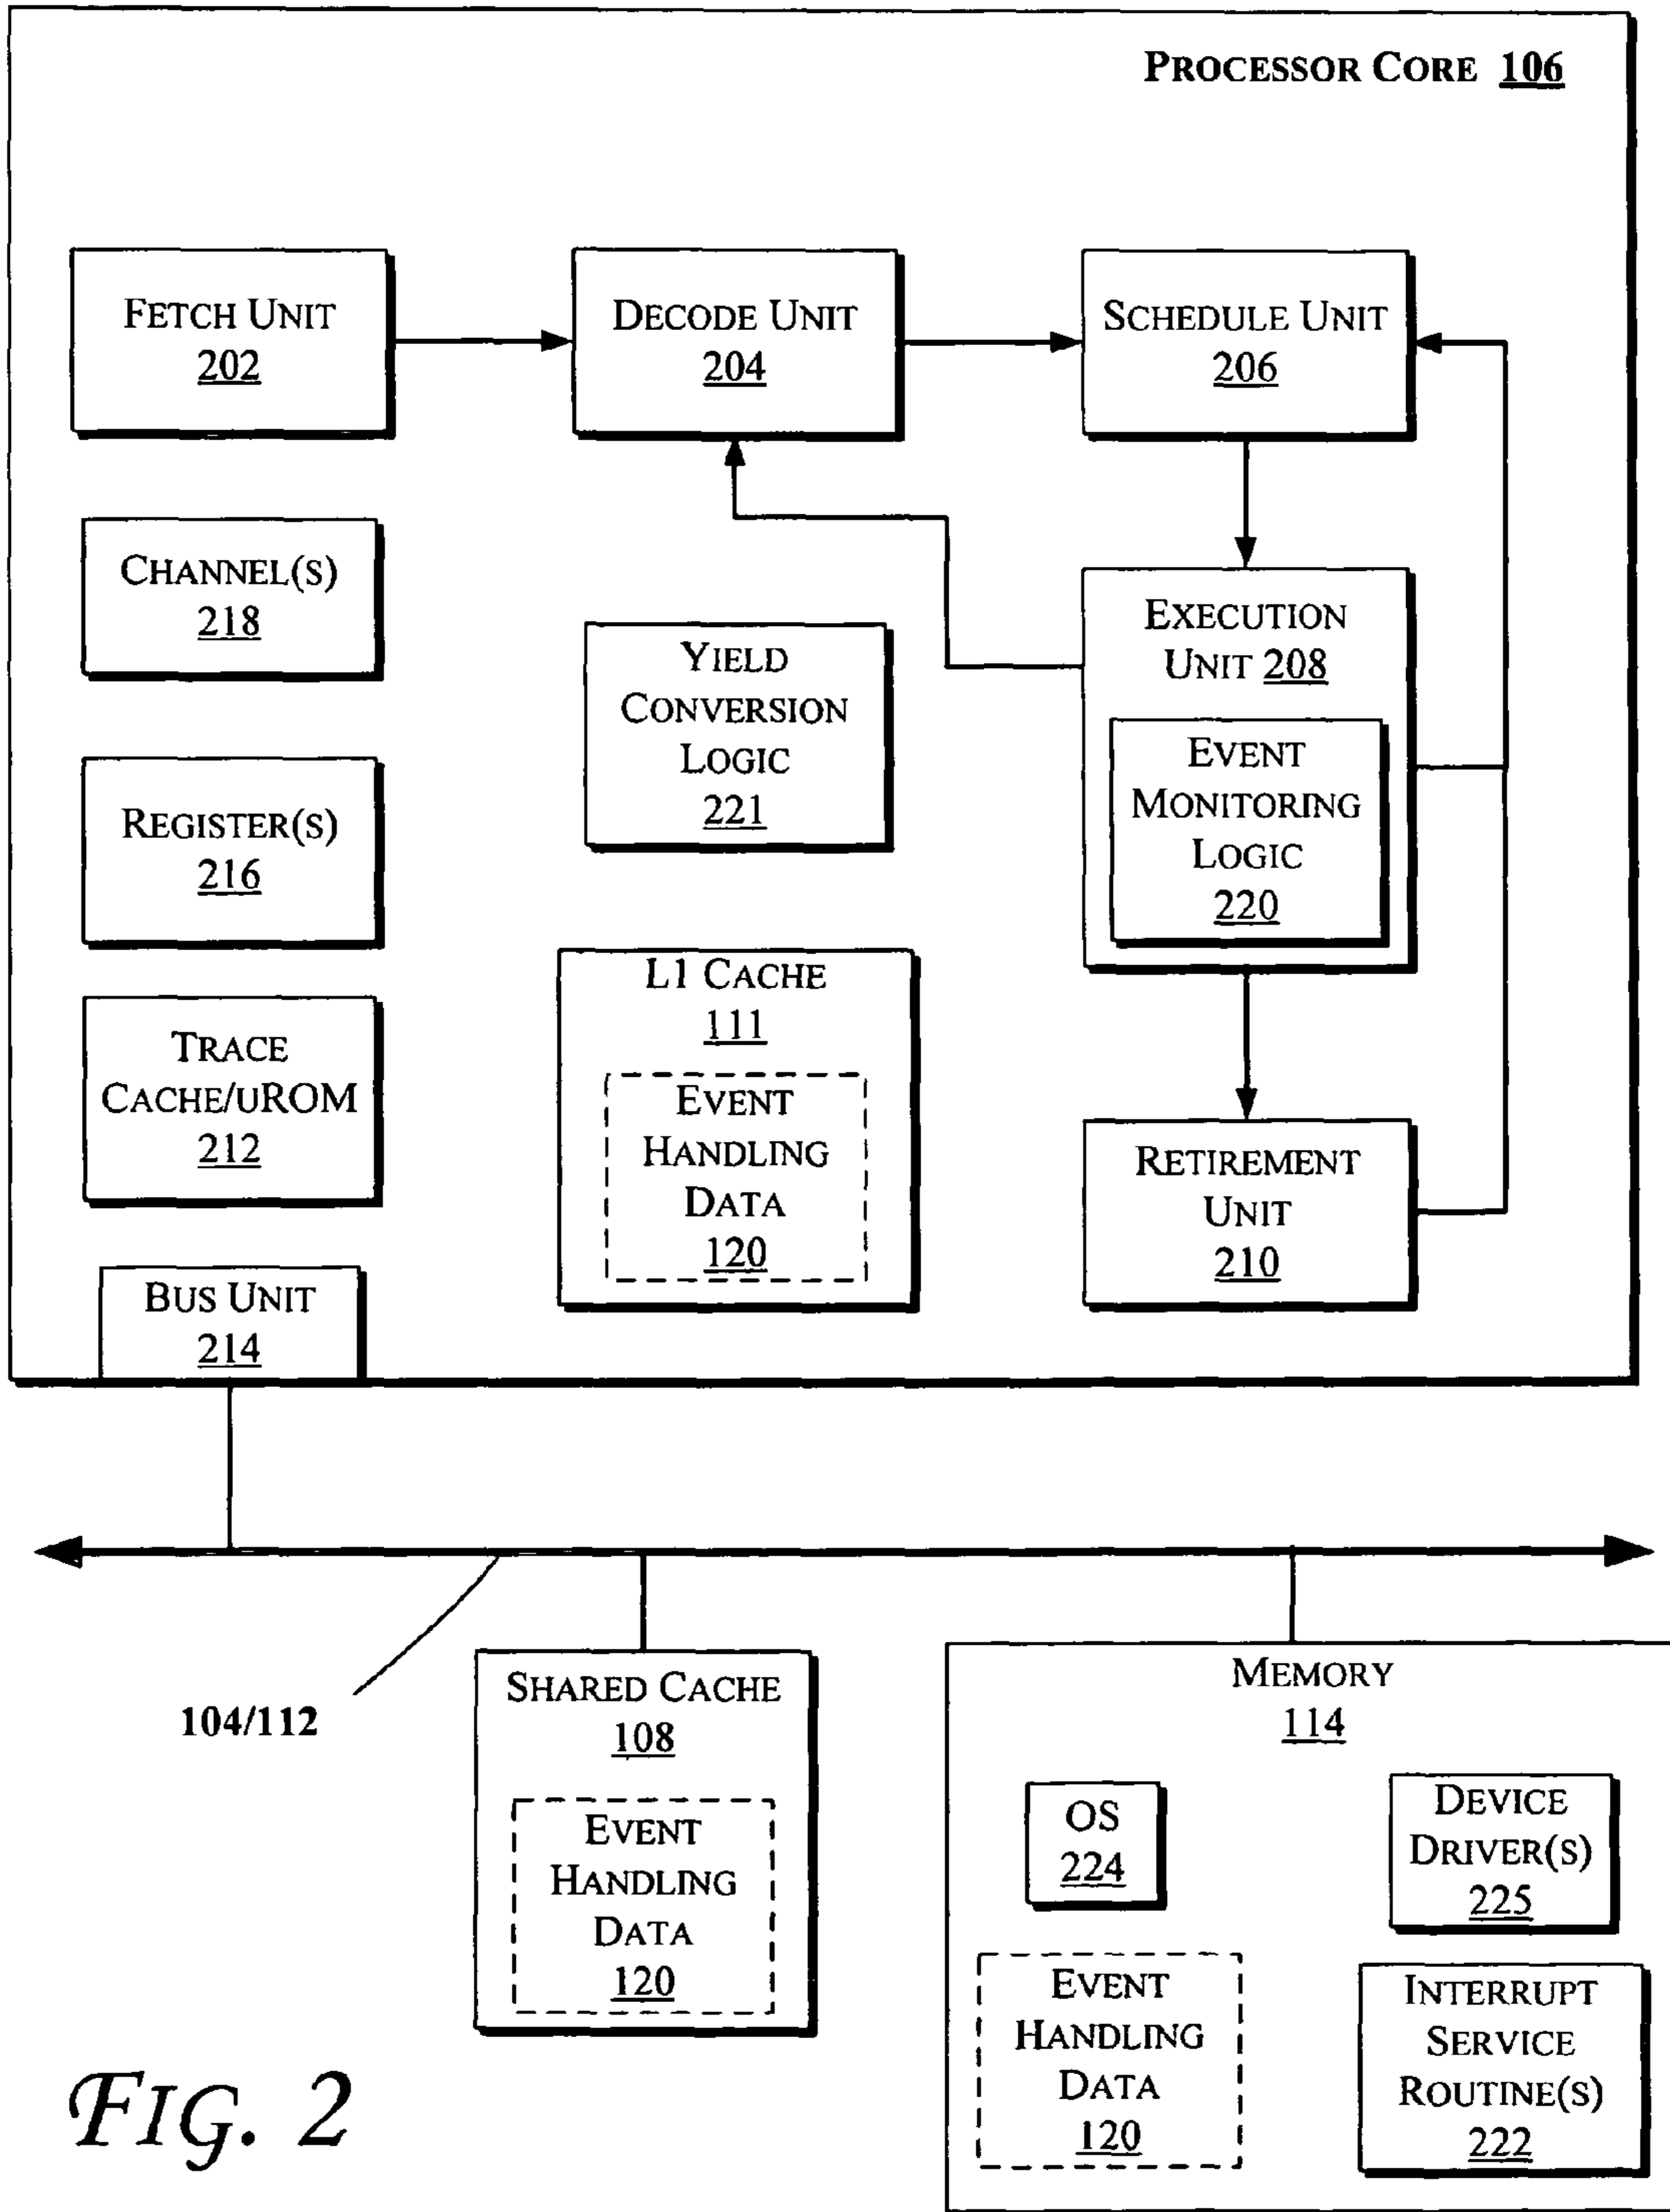 PROCESSOR CORE 106
FETCH UNIT
202
DECODE UNIT
204
SCHEDULE UNIT
206
CHANNEL(S)
218
YIELD
CONVERSION
LOGIC
221
EXECUTION
UNIT 208
EVENT
MONITORING
LOGIC
220
REGISTER(S)
216
L1 CACHE
111
EVENT
HANDLING
DATA
120
TRACE
CACHE/UROM
212
RETIREMENT
UNIT
210
BUS UNIT
214
104/112
SHARED CACHE
108
EVENT
HANDLING
DATA
120
MEMORY
114
OS
224
DEVICE
DRIVER(S)
225
EVENT
HANDLING
DATA
120
INTERRUPT
SERVICE
ROUTINE(S)
222
FIG. 2